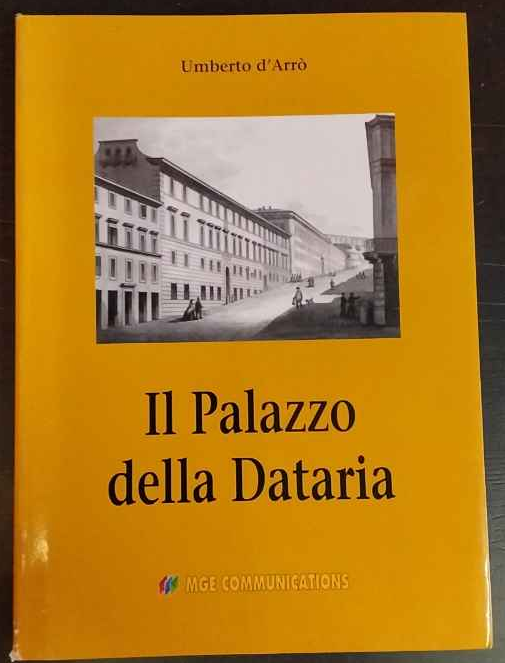 Umberto d'Arrò
Il Palazzo
della Dataria
MGE COMMUNICATIONS